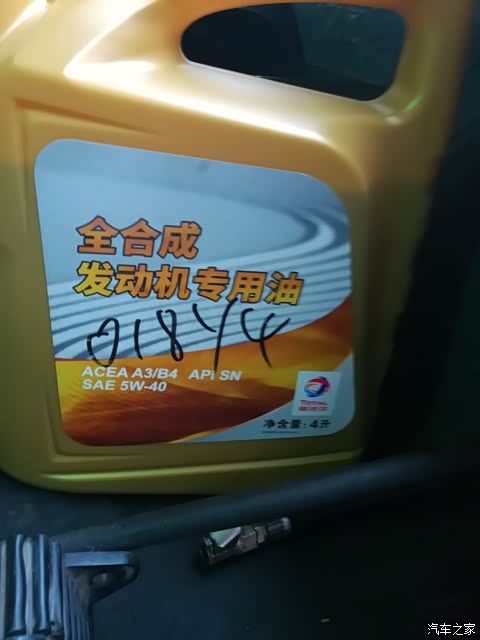 全合成
发动机专用油
018Y4
ACEA A3/B4 API SN
SAE 5W-40
TOTAL
净含量: 4升
汽车之家